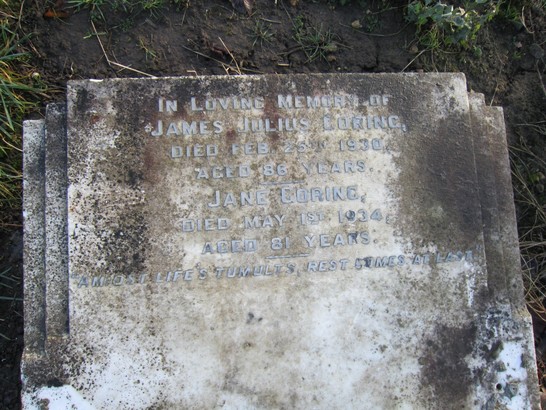 In Loving Memory of
James Julius Goring,
Died Feb. 25th 1930,
Aged 86 Years.
Jane Goring,
Died May 1st 1934,
Aged 81 Years.
"Amidst Life's Tumults, Rest Comes At Last"